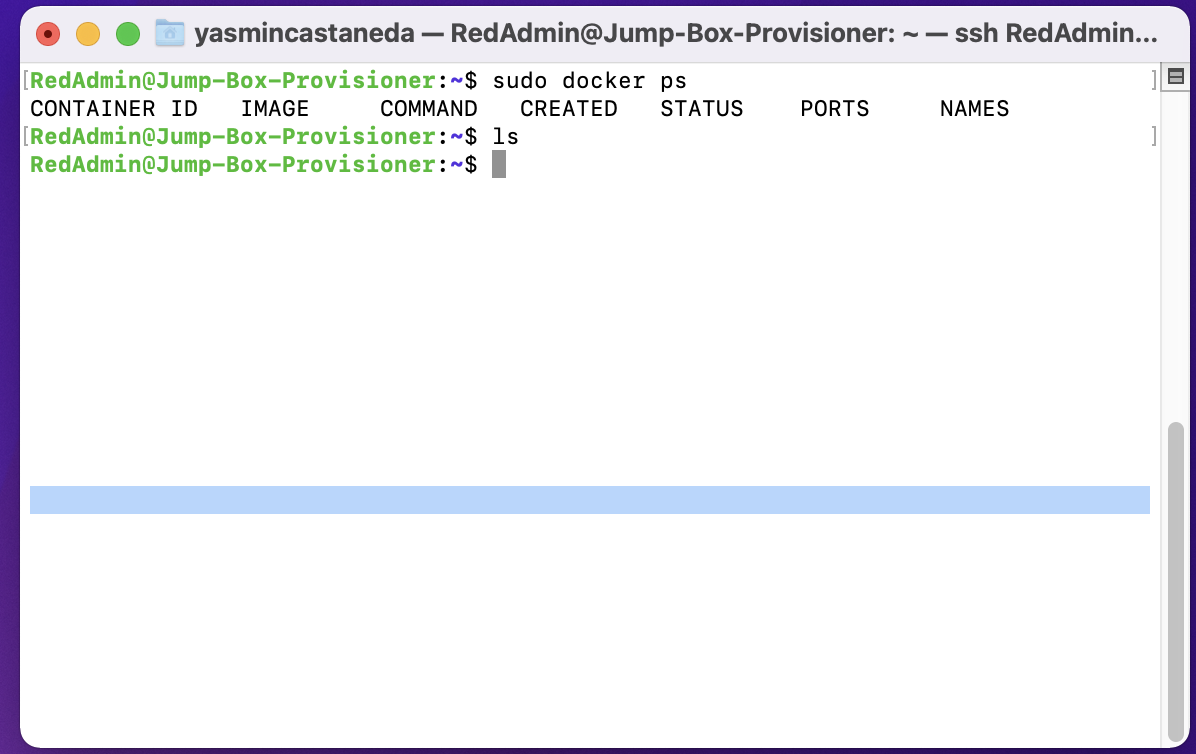 yasmincastaneda — RedAdmin@Jump-Box-Provisioner: ~ — ssh RedAdmin...
[RedAdmin@Jump-Box-Provisioner:~$ sudo docker ps ]
CONTAINER ID   IMAGE     COMMAND   CREATED   STATUS    PORTS     NAMES
[RedAdmin@Jump-Box-Provisioner:~$ ls ]
RedAdmin@Jump-Box-Provisioner:~$